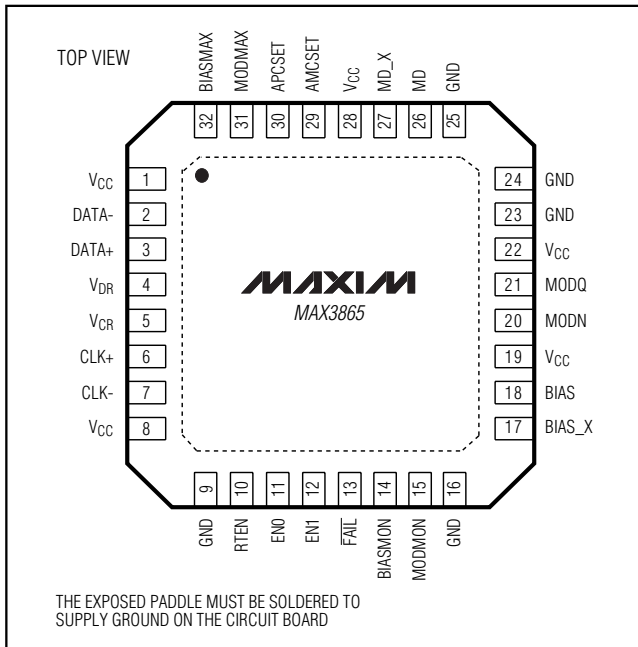 TOP VIEW
BIASMAX
MODMAX
APCSET
AMCSET
VCC
MD_X
MD
GND
32
31
30
29
28
27
26
25
VCC 1
DATA- 2
DATA+ 3
VDR 4
VCR 5
CLK+ 6
CLK- 7
VCC 8
MAXIM
MAX3865
24 GND
23 GND
22 VCC
21 MODQ
20 MODN
19 VCC
18 BIAS
17 BIAS_X
9
10
11
12
13
14
15
16
GND
RTEN
EN0
EN1
FAIL
BIASMON
MODMON
GND
THE EXPOSED PADDLE MUST BE SOLDERED TO
SUPPLY GROUND ON THE CIRCUIT BOARD